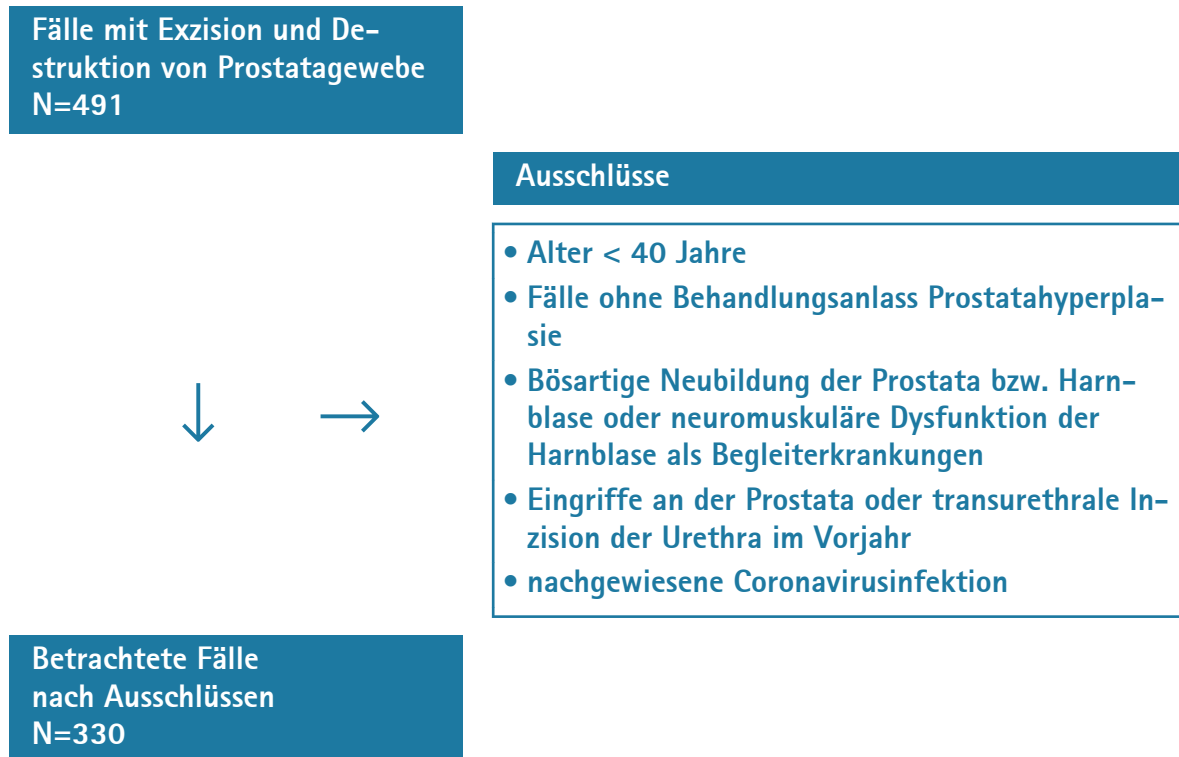 Fälle mit Exzision und De-
struktion von Prostatagewebe
N=491
Ausschlüsse
• Alter < 40 Jahre
• Fälle ohne Behandlungsanlass Prostatahyperpla-
sie
• Bösartige Neubildung der Prostata bzw. Harn-
blase oder neuromuskuläre Dysfunktion der
Harnblase als Begleiterkrankungen
• Eingriffe an der Prostata oder transurethrale In-
zision der Urethra im Vorjahr
• nachgewiesene Coronavirusinfektion
Betrachtete Fälle
nach Ausschlüssen
N=330